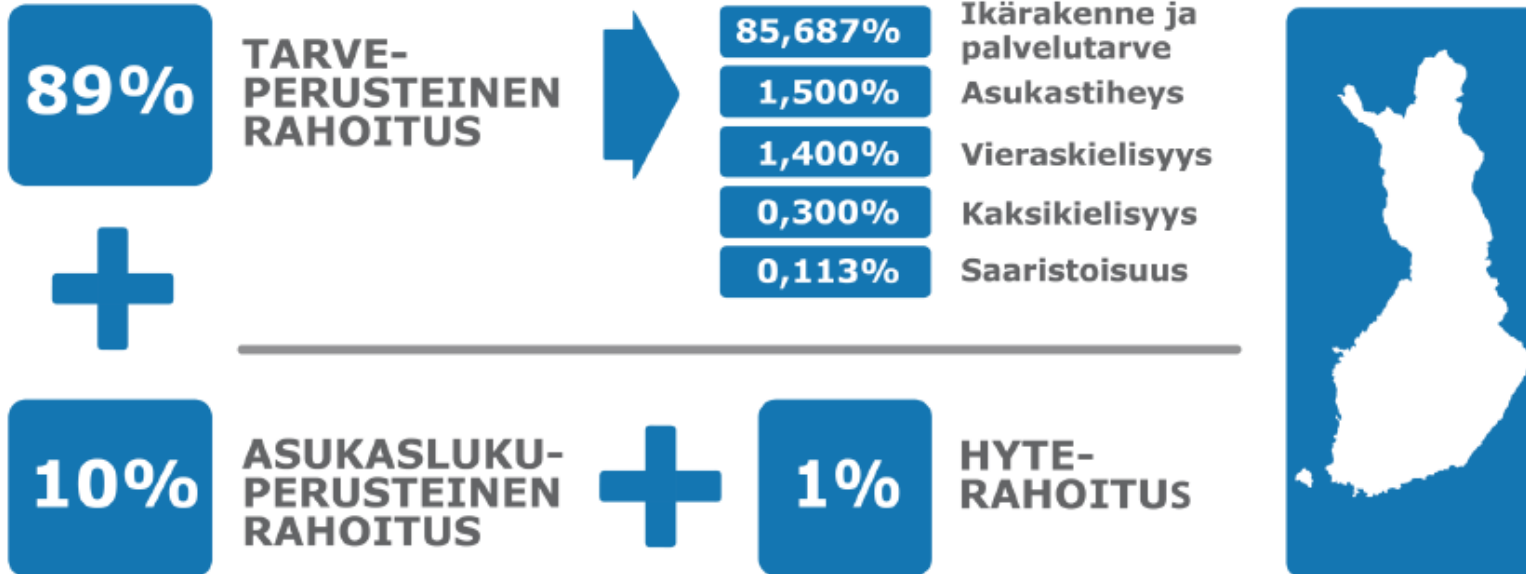 89%
TARVE-
PERUSTEINEN
RAHOITUS
85,687%
Ikärakenne ja
palvelutarve
1,500%
Asukastiheys
1,400%
Vieraskielisyys
0,300%
Kaksikielisyys
0,113%
Saaristoisuus
10%
ASUKASLUKU-
PERUSTEINEN
RAHOITUS
1%
HYTE-
RAHOITUS